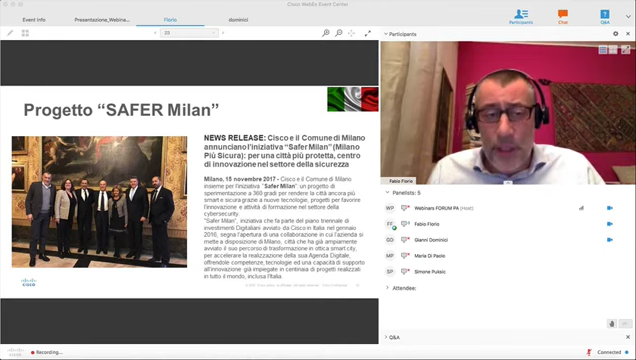 Cisco WebEx Event Center
Event Info
Presentazione_Webina...
Florio
dominici
Participants
Chat
Q&A
33
Participants
Progetto “SAFER Milan”
NEWS RELEASE: Cisco e il Comune di Milano
annunciano l'iniziativa “Safer Milan” (Milano
Più Sicura): per una città più protetta, centro
di innovazione nel settore della sicurezza
Milano, 15 novembre 2017 - Cisco e il Comune di Milano
insieme per l'iniziativa "Safer Milan" un progetto di
sperimentazione a 360 gradi per rendere la città ancora più
smart e sicura grazie a nuove tecnologie, progetti per favorire
l'innovazione e attività di formazione nel settore della
cybersecurity.
"Safer Milan", iniziativa che fa parte del piano triennale di
investimenti Digitaliani avviato da Cisco in Italia nel gennaio
2016, segna l'apertura di una collaborazione in cui l'azienda si
mette a disposizione di Milano, città che ha già ampiamente
avviato il suo percorso di trasformazione in ottica smart city,
per accelerare la realizzazione della sua Agenda Digitale,
offrendole competenze, tecnologie ed una capacità di supporto
all'innovazione già impiegate in centinaia di progetti realizzati
in tutto il mondo, inclusa l'Italia.
CISCO
Fabio Florio
Panelists: 5
WP Webinars FORUM PA (Host)
FF Fabio Florio
GD Gianni Dominici
MP Maria Di Paolo
SP Simone Puksic
Attendee:
Q&A
Recording...
Connected